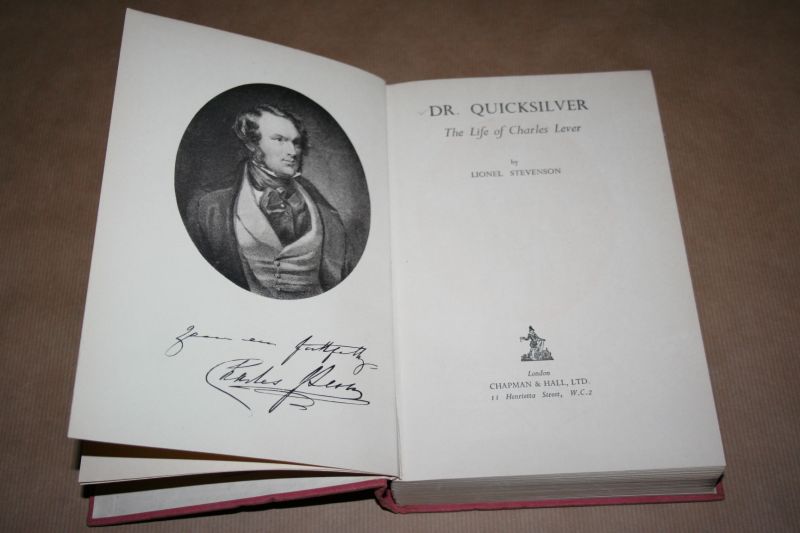 Charles J Lever
DR. QUICKSILVER
The Life of Charles Lever
by
LIONEL STEVENSON
London
CHAPMAN & HALL, LTD.
11 Henrietta Street, W.C.2